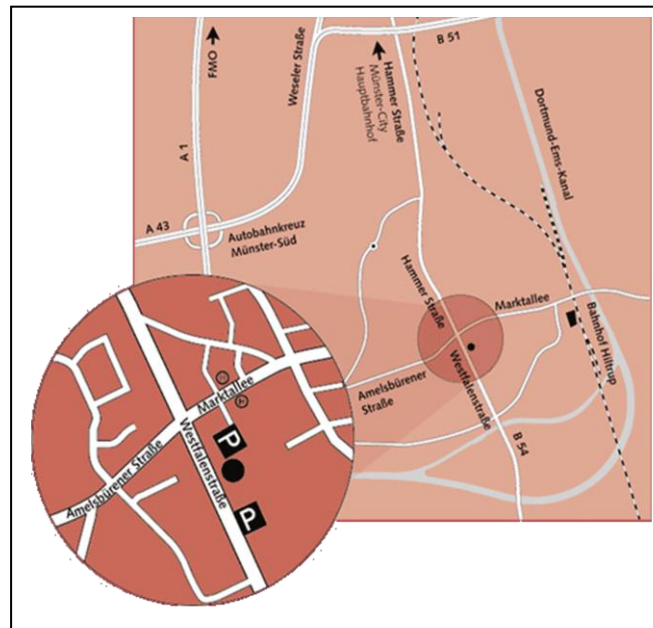 FMO
A 1
Weseler Straße
B 51
Hammer Straße
Münster-City
Hauptbahnhof
Dortmund-Ems-Kanal
A 43
Autobahnkreuz
Münster-Süd
Hammer Straße
Marktallee
Bahnhof Hiltrup
Amelsbürener
Straße
Westfalenstraße
B 54
Marktallee
Westfalenstraße
Amelsbürener Straße
P
P